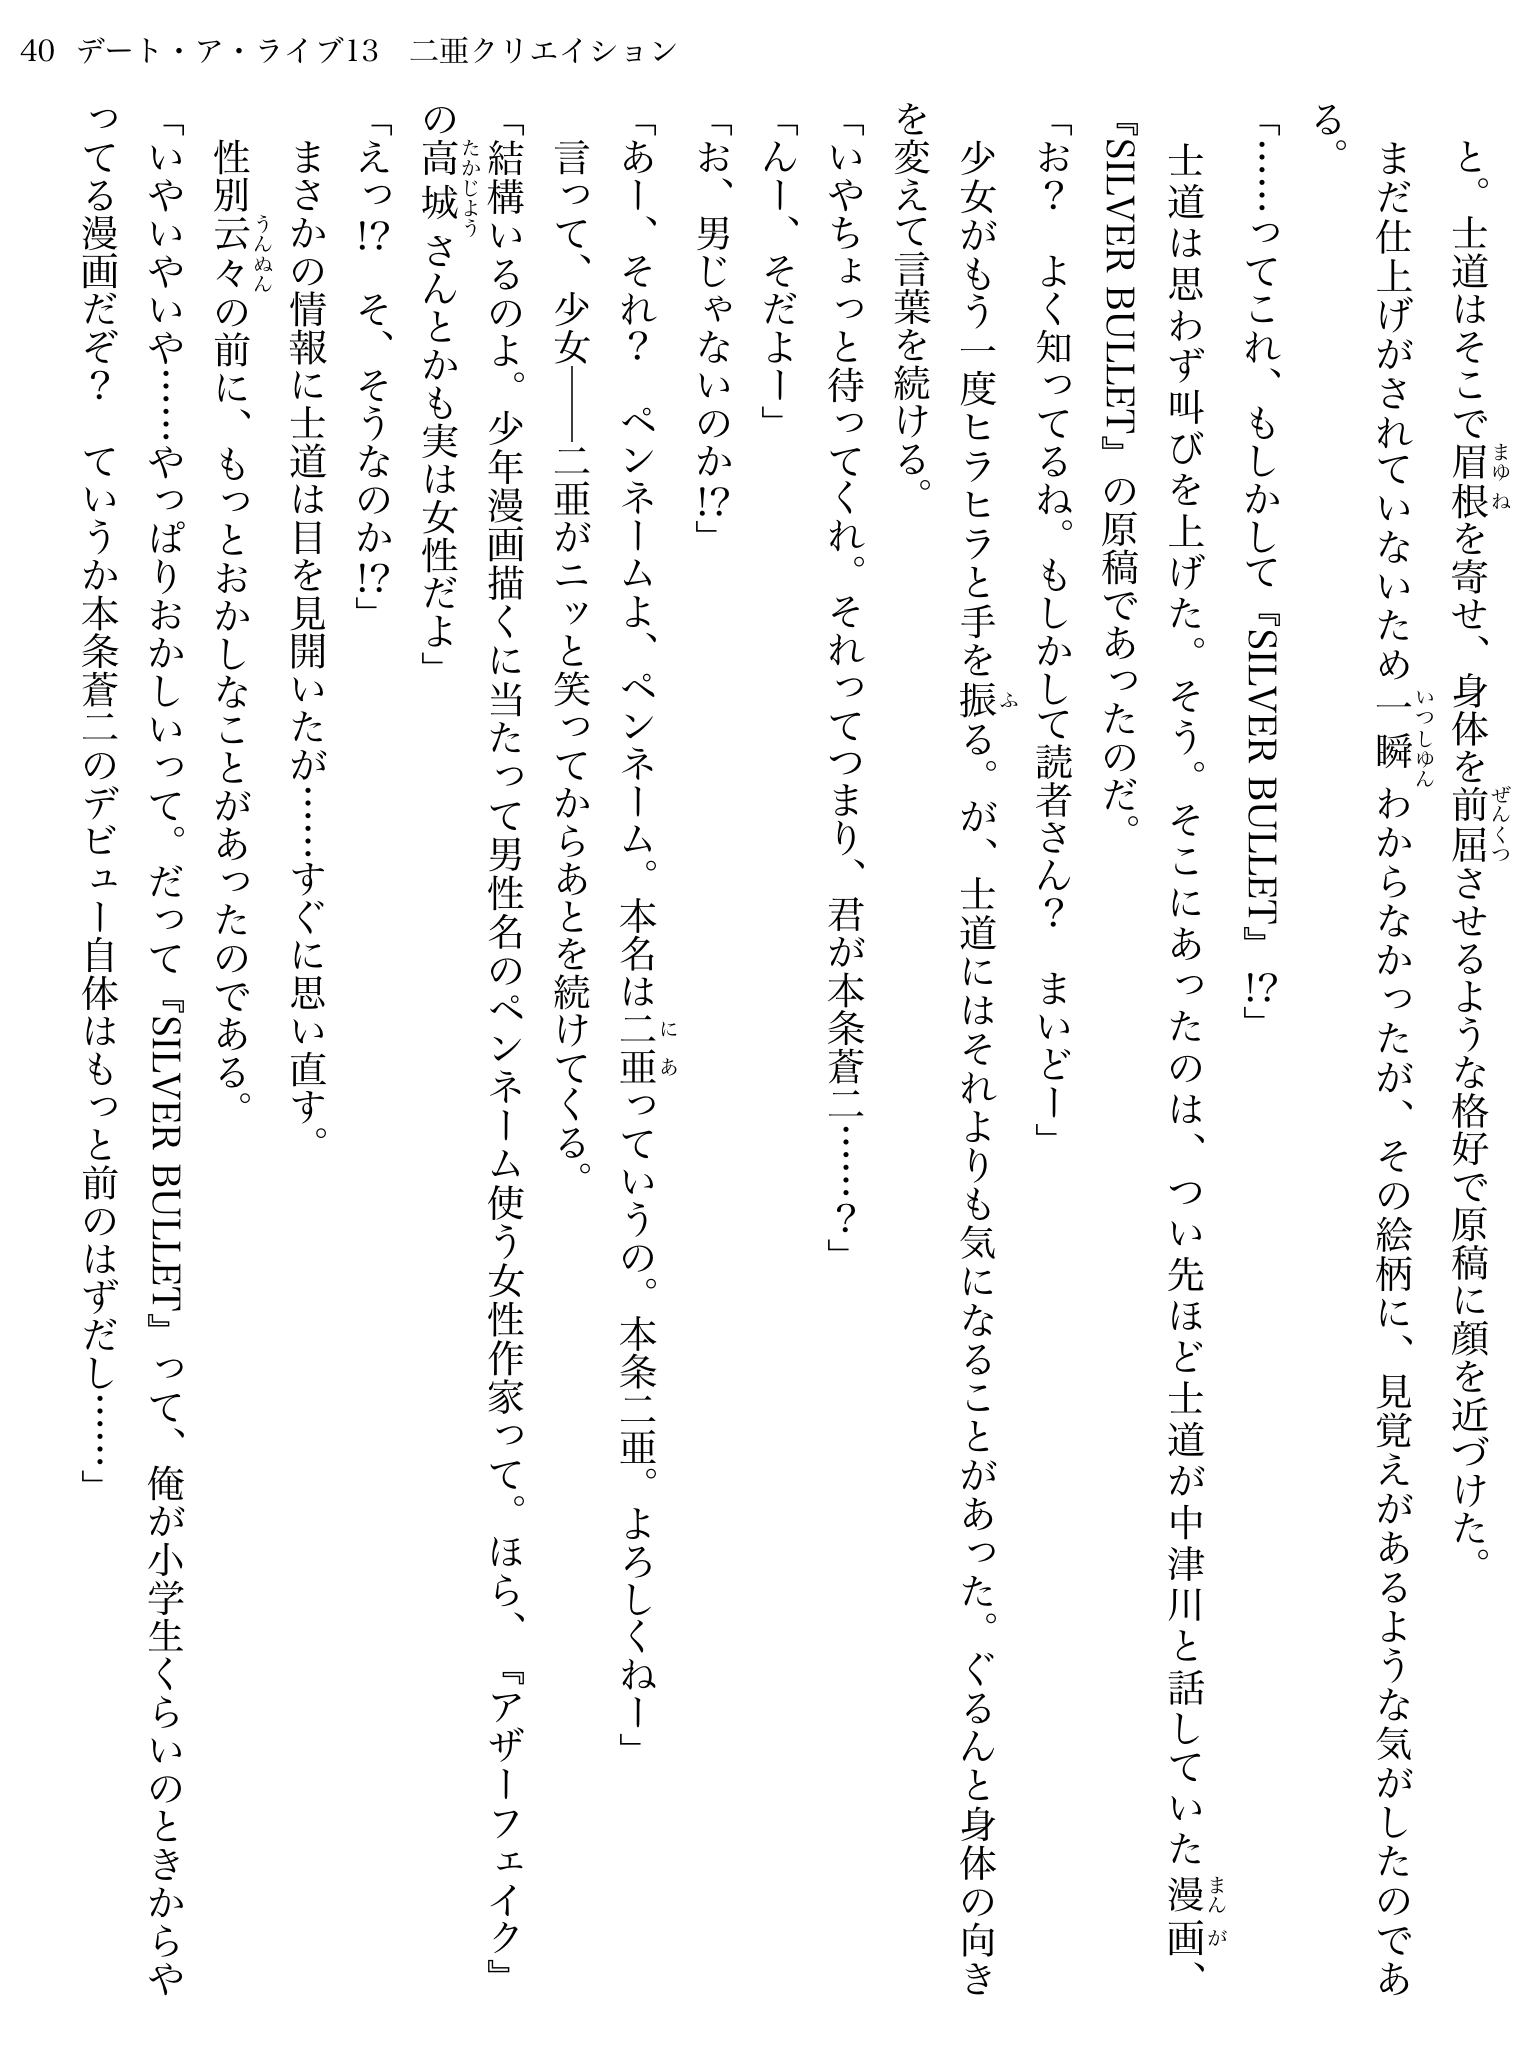 40 デート・ア・ライブ13 二亜クリエイション
　と。士道はそこで眉根を寄せ、身体を前屈させるような格好で原稿に顔を近づけた。
　まだ仕上げがされていないため一瞬わからなかったが、その絵柄に、見覚えがあるような気がしたのであ
る。
「……ってこれ、もしかして『SILVER BULLET』!?」
　士道は思わず叫びを上げた。そう。そこにあったのは、つい先ほど士道が中津川と話していた漫画、
『SILVER BULLET』の原稿であったのだ。
「お？　よく知ってるね。もしかして読者さん？　まいどー」
　少女がもう一度ヒラヒラと手を振る。が、士道にはそれよりも気になることがあった。ぐるんと身体の向き
を変えて言葉を続ける。
「いやちょっと待ってくれ。それってつまり、君が本条蒼二……？」
「んー、そだよー」
「お、男じゃないのか!?」
「あー、それ？　ペンネームよ、ペンネーム。本名は二亜っていうの。本条二亜。よろしくねー」
　言って、少女――二亜がニッと笑ってからあとを続けてくる。
「結構いるのよ。少年漫画描くに当たって男性名のペンネーム使う女性作家って。ほら、『アザーフェイク』
の高城さんとかも実は女性だよ」
「えっ!?　そ、そうなのか!?」
　まさかの情報に士道は目を見開いたが……すぐに思い直す。
　性別云々の前に、もっとおかしなことがあったのである。
「いやいやいや……やっぱりおかしいって。だって『SILVER BULLET』って、俺が小学生くらいのときからや
ってる漫画だぞ？　ていうか本条蒼二のデビュー自体はもっと前のはずだし……」